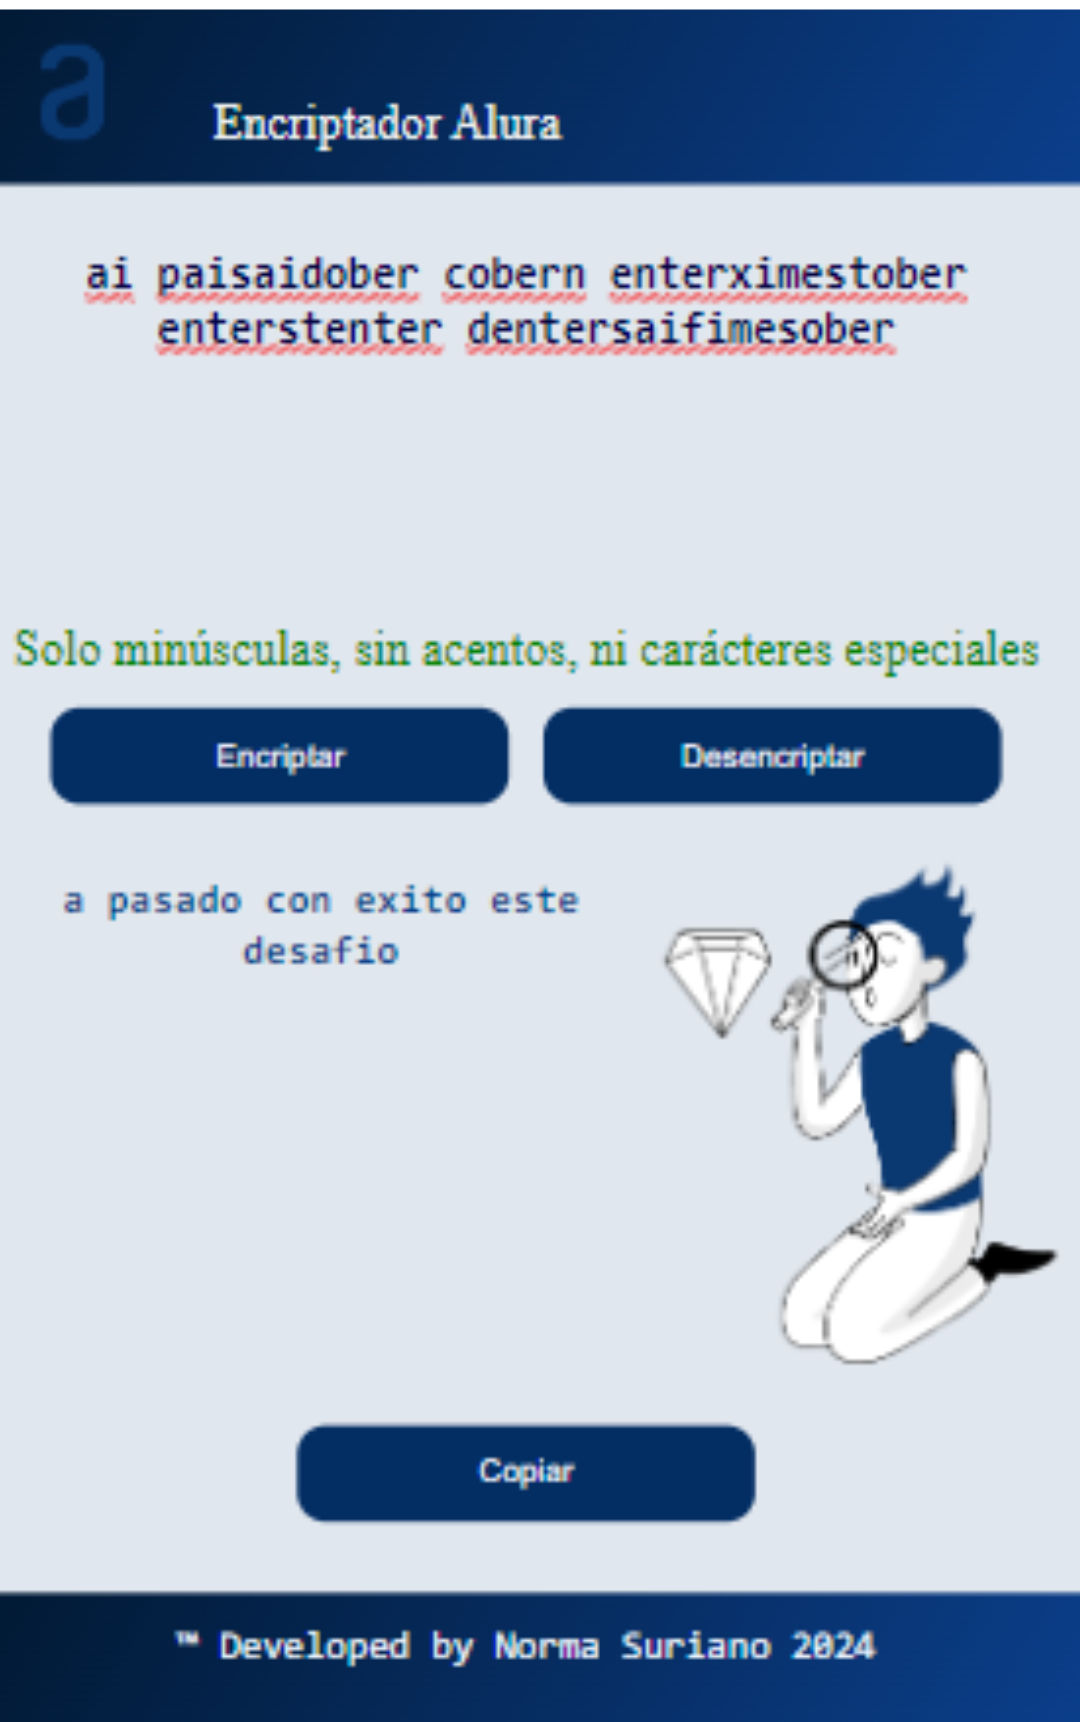 a
Encriptador Alura
ai paisaidober cobern enterximestober
enterstenter dentersaifimesober
Solo minúsculas, sin acentos, ni carácteres especiales
Encriptar
Desencriptar
a pasado con exito este
desafio
Copiar
™ Developed by Norma Suriano 2024